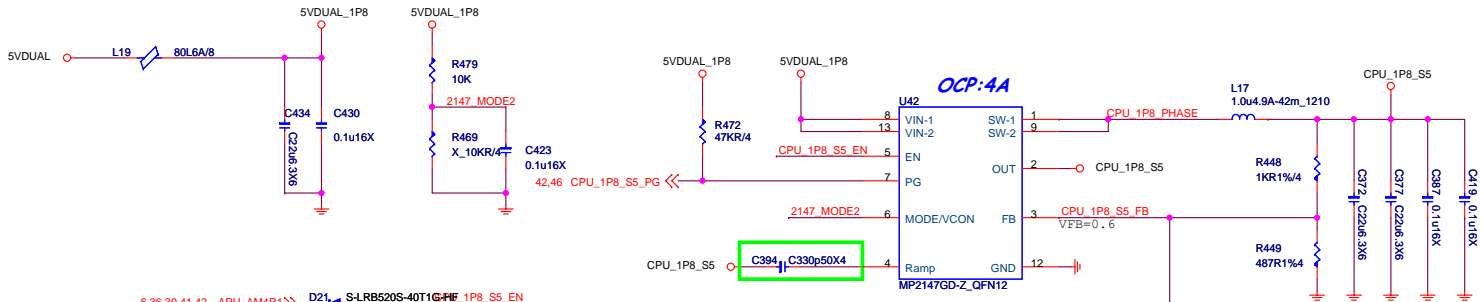 5VDUAL_1P8
5VDUAL_1P8
5VDUAL
L19
80L6A/8
R479
10K
5VDUAL_1P8
5VDUAL_1P8
OCP:4A
CPU_1P8_S5
L17
1.0u4.9A-42m_1210
2147_MODE2
C434
C22u6.3X6
C430
0.1u16X
R469
X_10KR/4
C423
0.1u16X
R472
47KR/4
U42
8
VIN-1
SW-1
1
CPU_1P8_PHASE
13
VIN-2
SW-2
9
CPU_1P8_S5_EN
5
EN
OUT
2
CPU_1P8_S5
42,46 CPU_1P8_S5_PG
7
PG
R448
1KR1%/4
2147_MODE2
6
MODE/VCON
FB
3
CPU_1P8_S5_FB
VFB=0.6
C372
C22u6.3X6
C377
C22u6.3X6
C387
0.1u16X
C419
0.1u16X
R449
487R1%4
CPU_1P8_S5
C394
C330p50X4
4
Ramp
GND
12
MP2147GD-Z_QFN12
D21
S-LRB520S-40T1G-HF